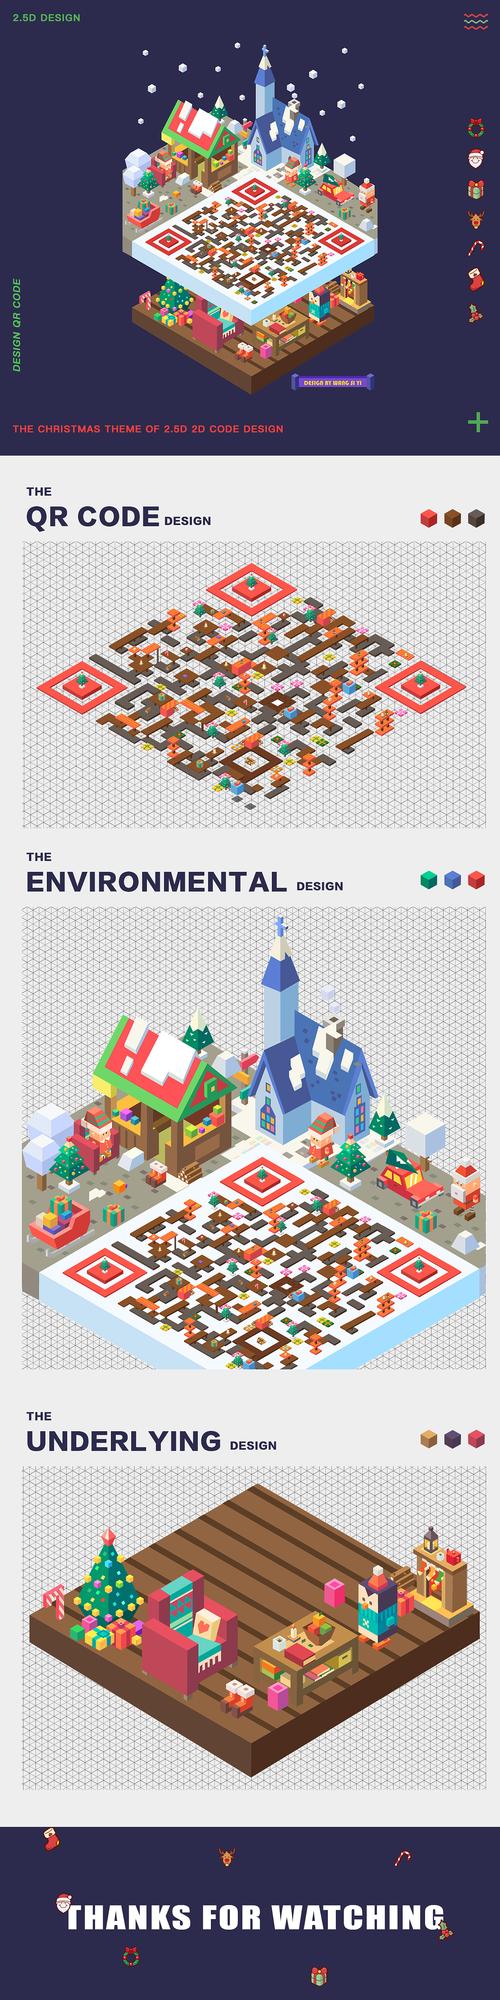 2.5D DESIGN
DESIGN QR CODE
DESIGN BY WANG SI YI
THE CHRISTMAS THEME OF 2.5D 2D CODE DESIGN
THE
QR CODE DESIGN
THE
ENVIRONMENTAL DESIGN
THE
UNDERLYING DESIGN
THANKS FOR WATCHING